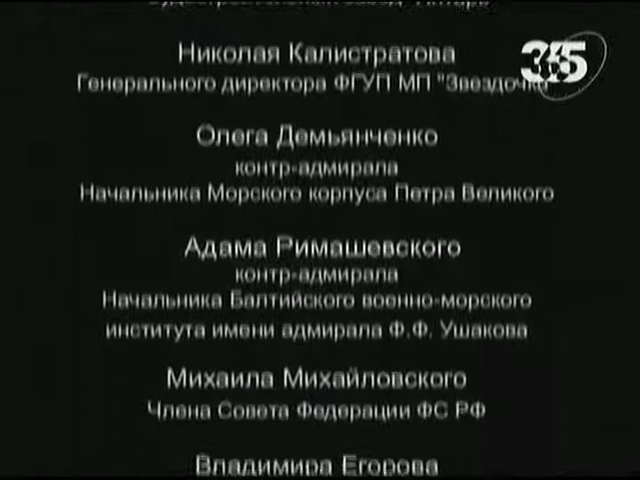 365
Николая Калистратова
Генерального директора ФГУП МП "Звездочка"
Олега Демьянченко
контр-адмирала
Начальника Морского корпуса Петра Великого
Адама Римашевского
контр-адмирала
Начальника Балтийского военно-морского
института имени адмирала Ф.Ф. Ушакова
Михаила Михайловского
Члена Совета Федерации ФС РФ
Владимира Егорова